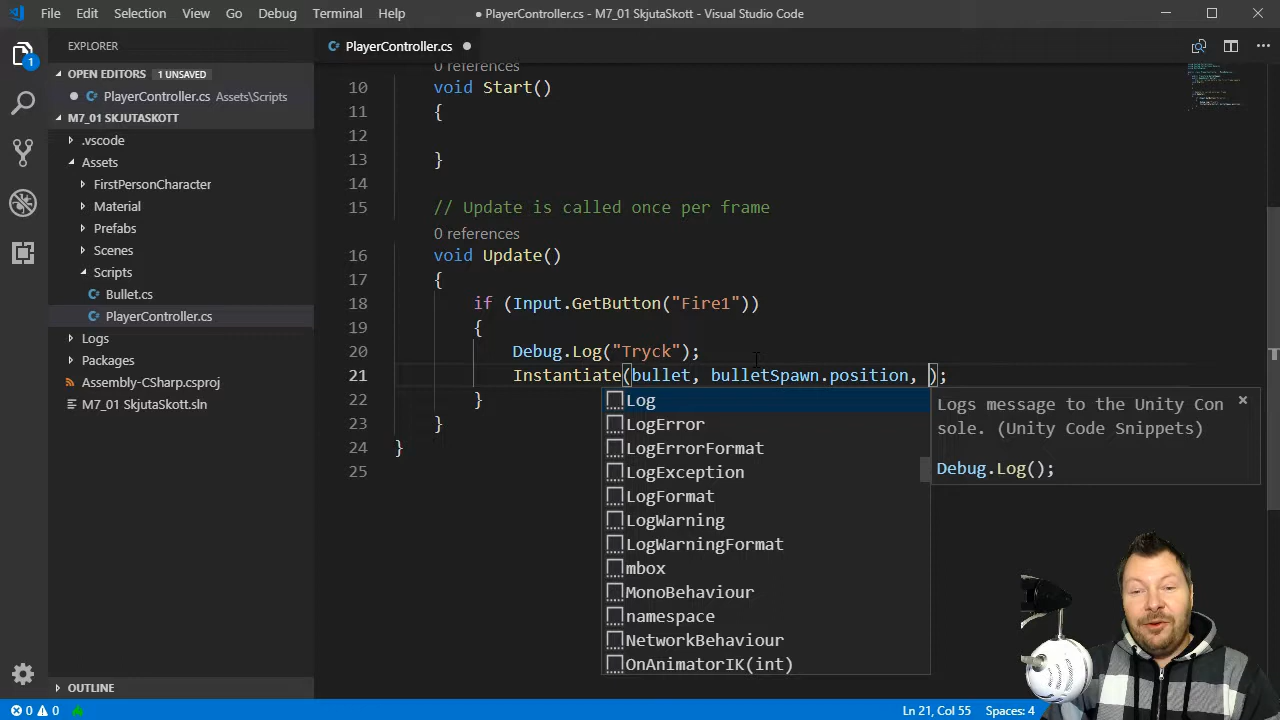 File Edit Selection View Go Debug Terminal Help
● PlayerController.cs - M7_01 SkjutaSkott - Visual Studio Code
EXPLORER
OPEN EDITORS 1 UNSAVED
PlayerController.cs Assets\Scripts
M7_01 SKJUTASKOTT
.vscode
Assets
FirstPersonCharacter
Material
Prefabs
Scenes
Scripts
Bullet.cs
PlayerController.cs
Logs
Packages
Assembly-CSharp.csproj
M7_01 SkjutaSkott.sln
OUTLINE
1
PlayerController.cs
0 references
10 void Start()
11 {
12
13 }
14
15 // Update is called once per frame
0 references
16 void Update()
17 {
18 if (Input.GetButton("Fire1"))
19 {
20 Debug.Log("Tryck");
21 Instantiate(bullet, bulletSpawn.position, );
22 }
23 }
24 }
25
Log
LogError
LogErrorFormat
LogException
LogFormat
LogWarning
LogWarningFormat
mbox
MonoBehaviour
namespace
NetworkBehaviour
OnAnimatorIK(int)
Logs message to the Unity Con
sole. (Unity Code Snippets)
Debug.Log();
0 0
Ln 21, Col 55 Spaces: 4